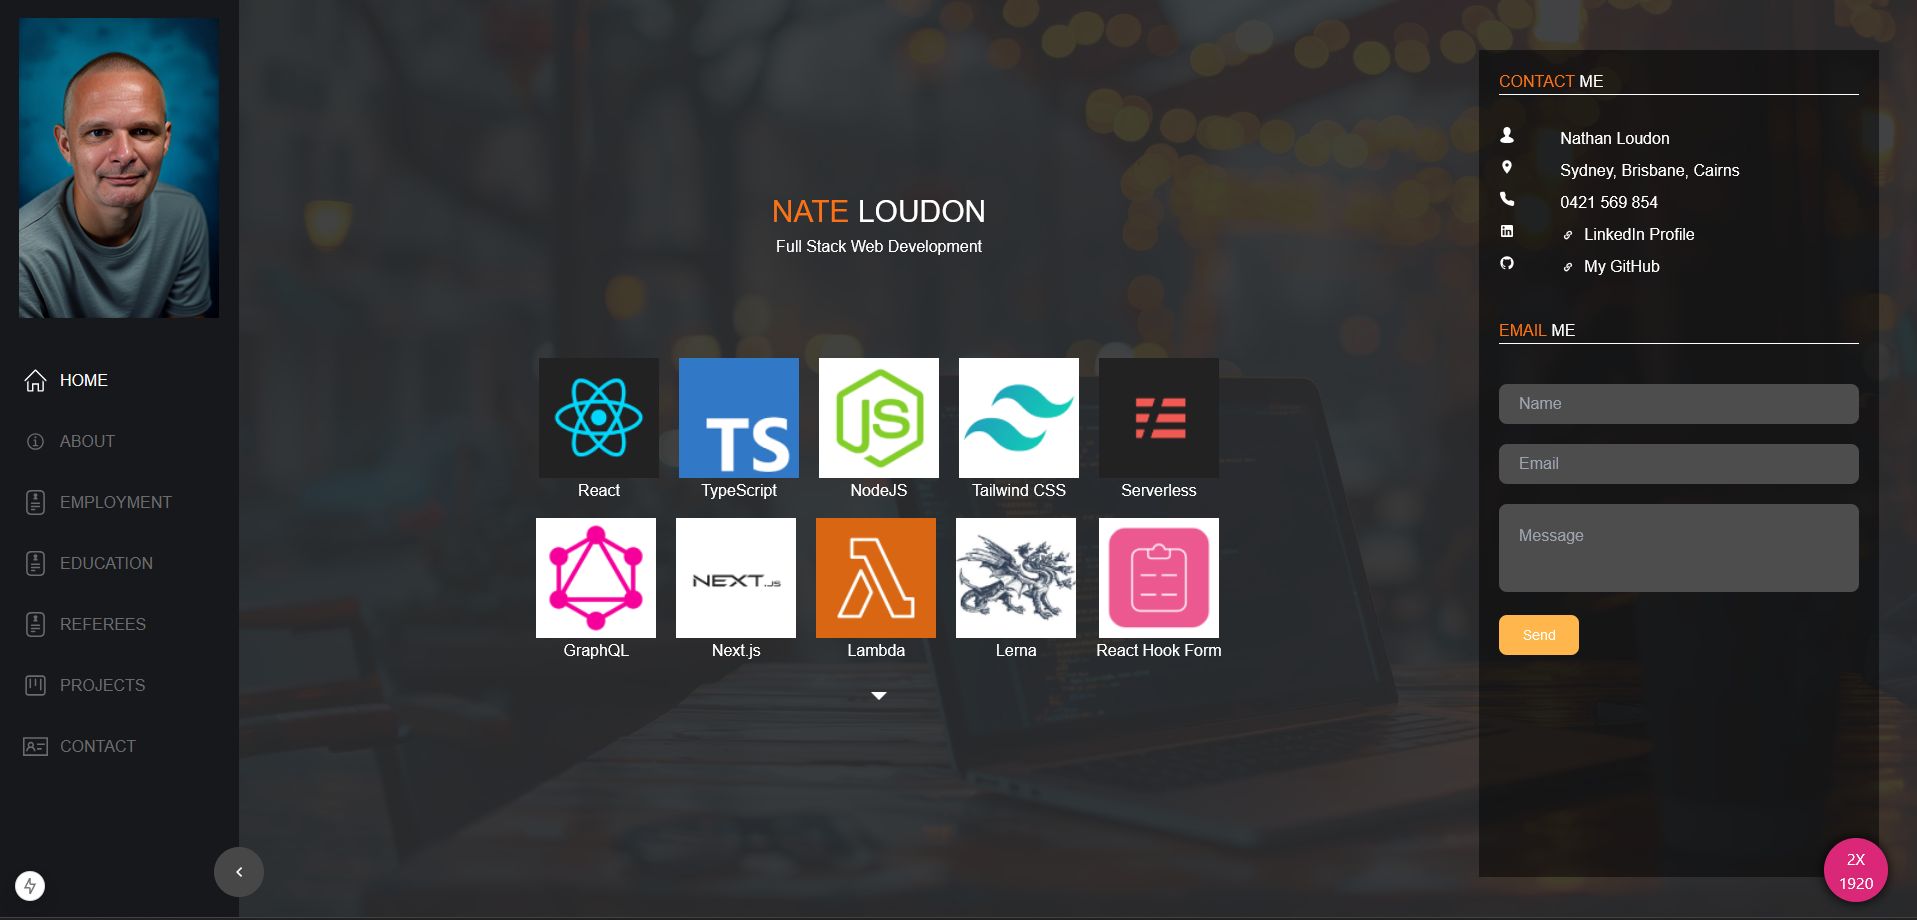 HOME
ABOUT
EMPLOYMENT
EDUCATION
REFEREES
PROJECTS
CONTACT
NATE LOUDON
Full Stack Web Development
TS
JS
React
TypeScript
NodeJS
Tailwind CSS
Serverless
NEXT.JS
GraphQL
Next.js
Lambda
Lerna
React Hook Form
CONTACT ME
Nathan Loudon
Sydney, Brisbane, Cairns
0421 569 854
in
LinkedIn Profile
My GitHub
EMAIL ME
Name
Email
Message
Send
2X
1920